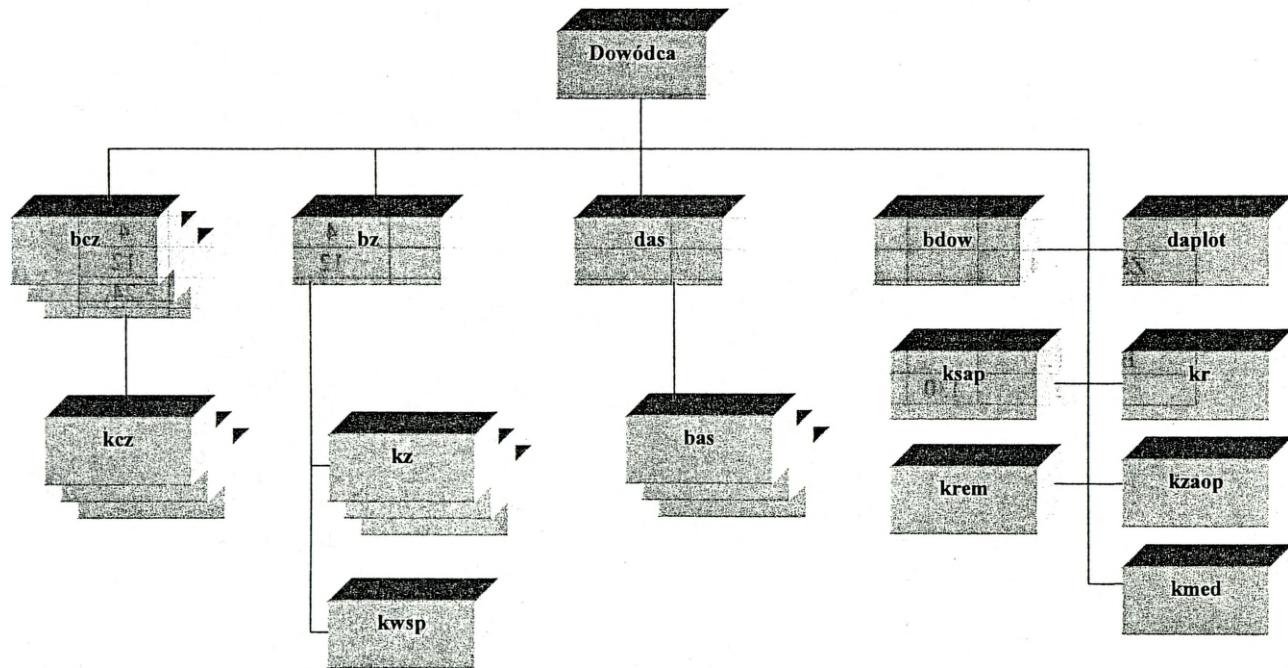 Dowódca
bcz
bz
das
bdow
daplot
ksap
kr
kcz
kz
bas
krem
kzaop
kwsp
kmed